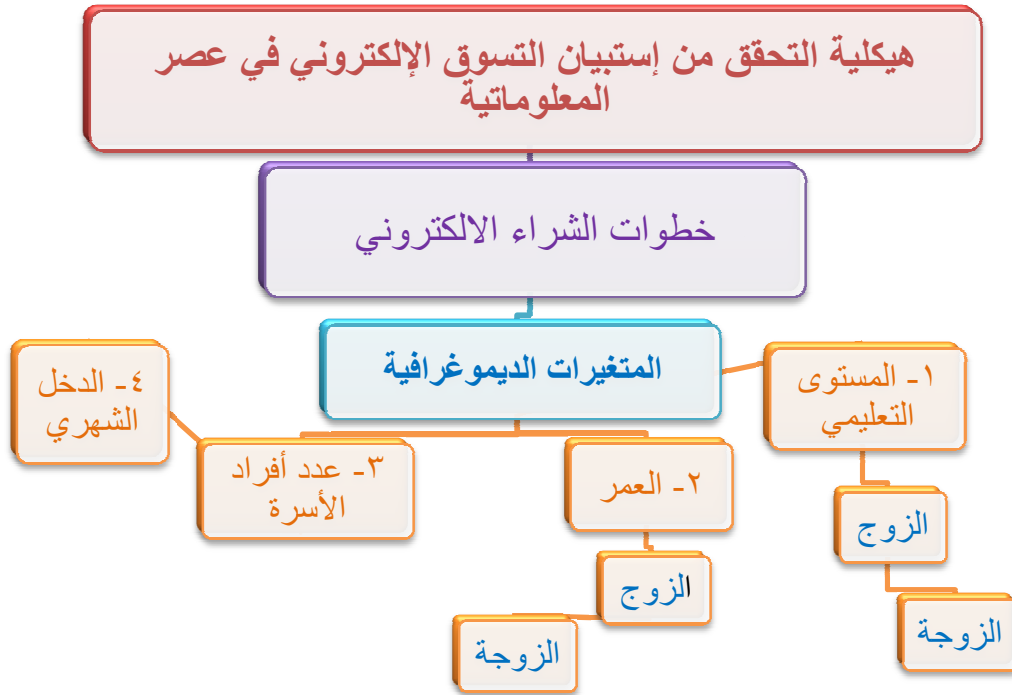 هيكلية التحقق من إستبيان التسوق الإلكتروني في عصر
المعلوماتية
خطوات الشراء الالكتروني
المتغيرات الديموغرافية
١- المستوى
التعليمي
الزوج
الزوجة
٢- العمر
الزوج
الزوجة
٣- عدد أفراد
الأسرة
٤- الدخل
الشهري